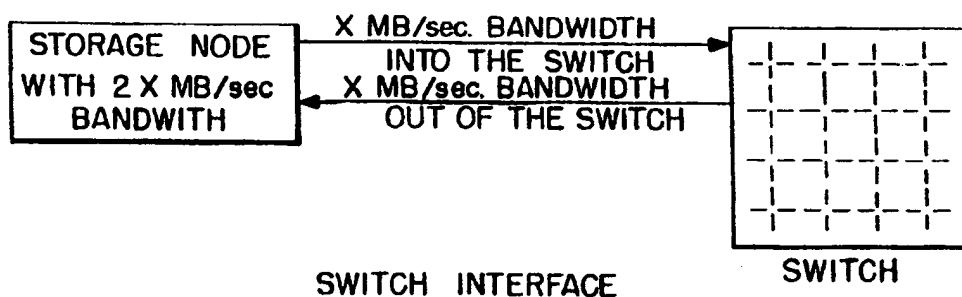 STORAGE NODE
WITH 2 X MB/sec
BANDWITH
X MB/sec. BANDWIDTH
INTO THE SWITCH
X MB/sec. BANDWIDTH
OUT OF THE SWITCH
SWITCH
SWITCH INTERFACE